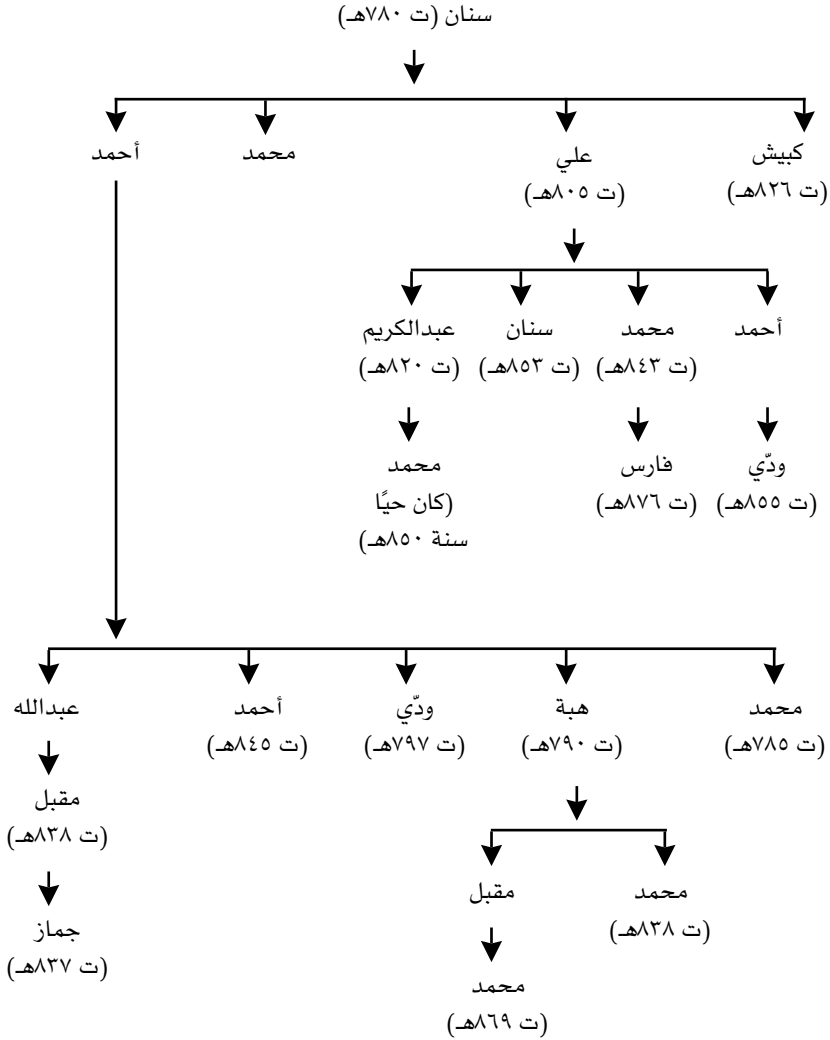 سنان (ت ٧٨٠هـ)
كبيش
(ت ٨٢٦هـ)
علي
(ت ٨٠٥هـ)
محمد
أحمد
أحمد
محمد
(ت ٨٤٣هـ)
سنان
(ت ٨٥٣هـ)
عبدالكريم
(ت ٨٢٠هـ)
ودّي
(ت ٨٥٥هـ)
فارس
(ت ٨٧٦هـ)
محمد
(كان حيًا
سنة ٨٥٠هـ)
محمد
(ت ٧٨٥هـ)
هبة
(ت ٧٩٠هـ)
ودّي
(ت ٧٩٧هـ)
أحمد
(ت ٨٤٥هـ)
عبدالله
مقبل
(ت ٨٣٨هـ)
جماز
(ت ٨٣٧هـ)
محمد
(ت ٨٣٨هـ)
مقبل
محمد
(ت ٨٦٩هـ)